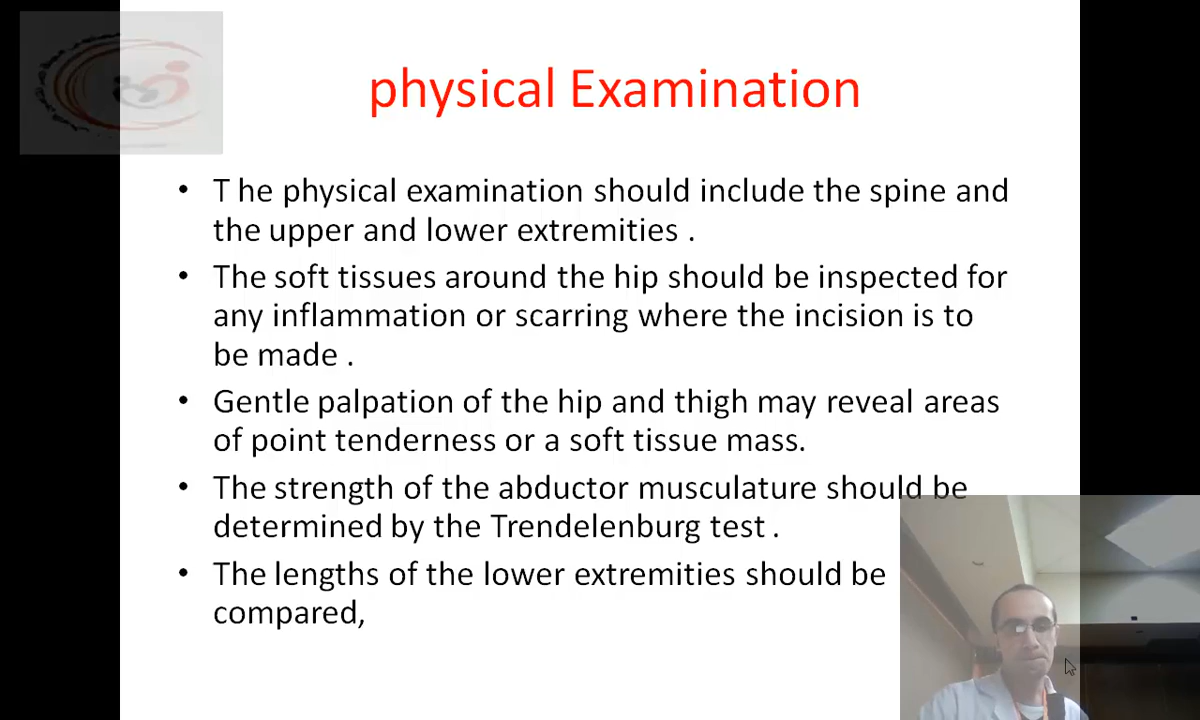 physical Examination
• T he physical examination should include the spine and
the upper and lower extremities .
• The soft tissues around the hip should be inspected for
any inflammation or scarring where the incision is to
be made .
• Gentle palpation of the hip and thigh may reveal areas
of point tenderness or a soft tissue mass.
• The strength of the abductor musculature should be
determined by the Trendelenburg test .
• The lengths of the lower extremities should be
compared,